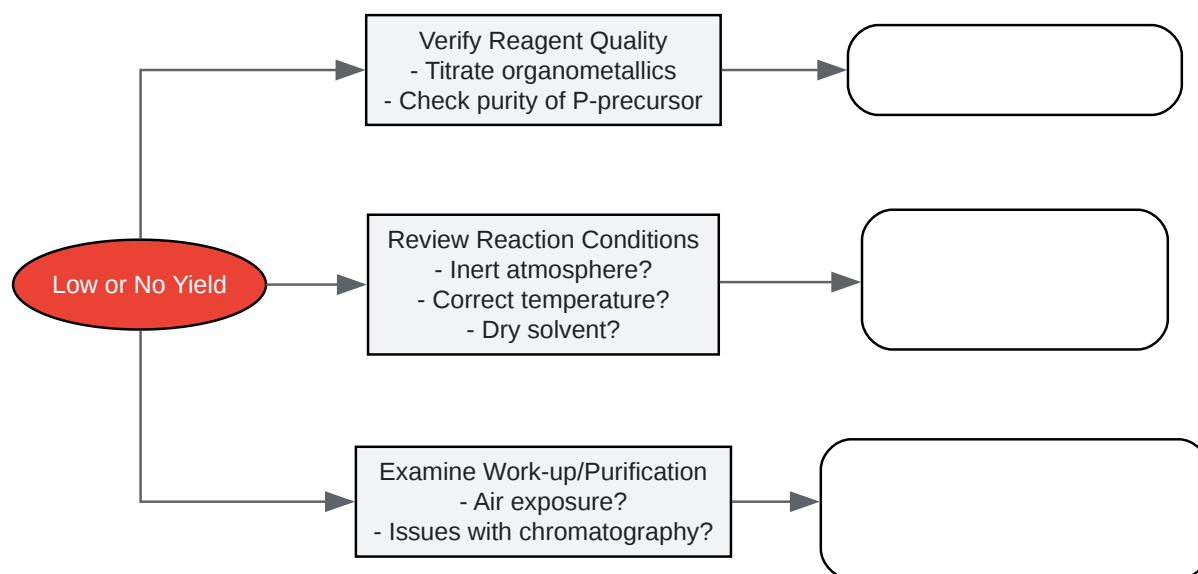 Verify Reagent Quality
- Titrate organometallics
- Check purity of P-precursor
Low or No Yield
Review Reaction Conditions
- Inert atmosphere?
- Correct temperature?
- Dry solvent?
Examine Work-up/Purification
- Air exposure?
- Issues with chromatography?